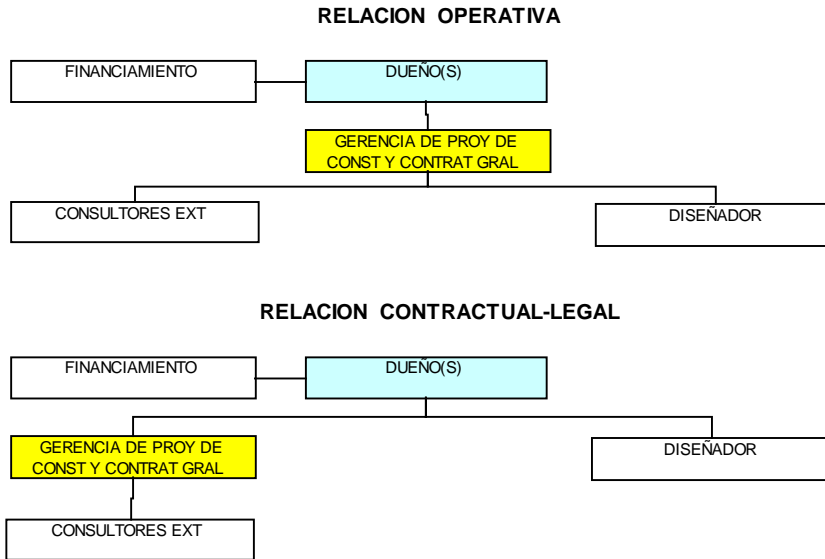 RELACION OPERATIVA
FINANCIAMIENTO
DUEÑO(S)
GERENCIA DE PROY DE
CONST Y CONTRAT GRAL
CONSULTORES EXT
DISEÑADOR
RELACION CONTRACTUAL-LEGAL
FINANCIAMIENTO
DUEÑO(S)
GERENCIA DE PROY DE
CONST Y CONTRAT GRAL
DISEÑADOR
CONSULTORES EXT